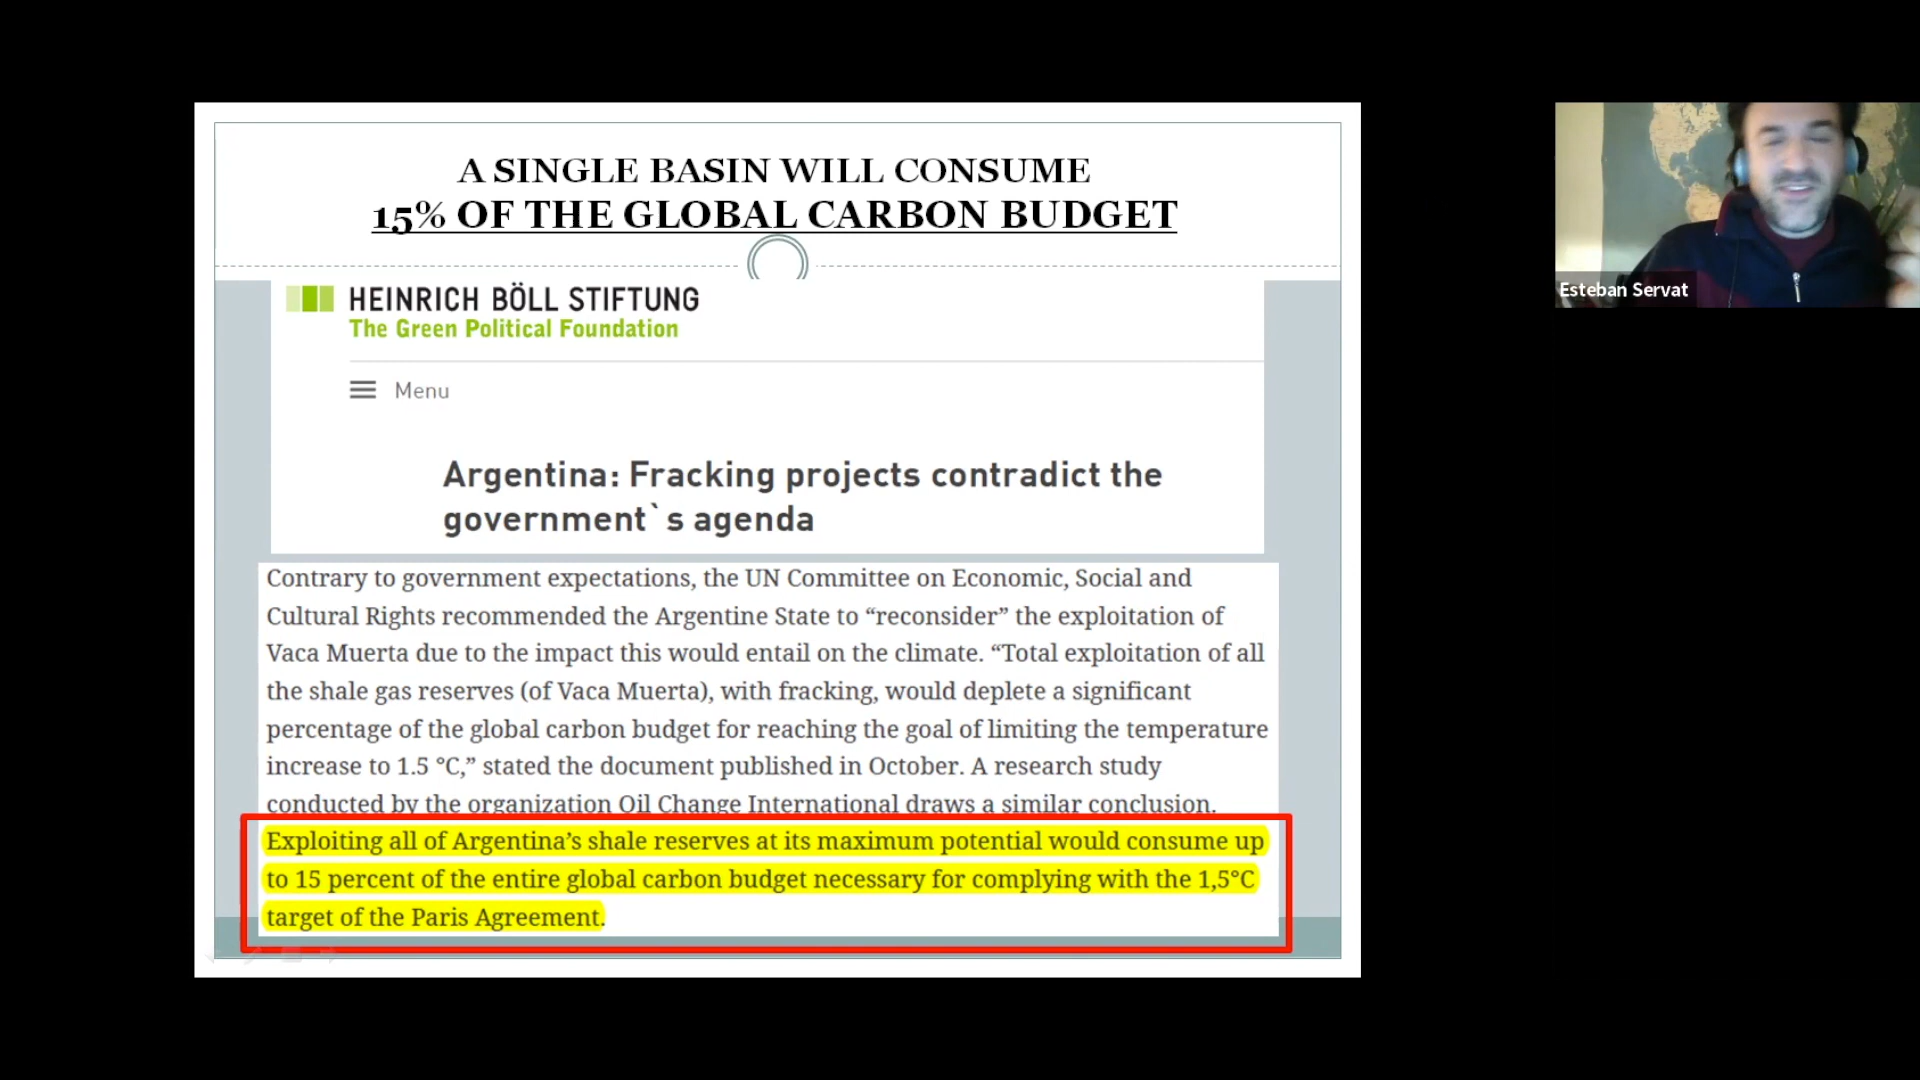 A SINGLE BASIN WILL CONSUME
15% OF THE GLOBAL CARBON BUDGET
HEINRICH BÖLL STIFTUNG
The Green Political Foundation
Menu
Argentina: Fracking projects contradict the
government`s agenda
Contrary to government expectations, the UN Committee on Economic, Social and
Cultural Rights recommended the Argentine State to “reconsider” the exploitation of
Vaca Muerta due to the impact this would entail on the climate. “Total exploitation of all
the shale gas reserves (of Vaca Muerta), with fracking, would deplete a significant
percentage of the global carbon budget for reaching the goal of limiting the temperature
increase to 1.5 °C,” stated the document published in October. A research study
conducted by the organization Oil Change International draws a similar conclusion.
Exploiting all of Argentina’s shale reserves at its maximum potential would consume up
to 15 percent of the entire global carbon budget necessary for complying with the 1,5°C
target of the Paris Agreement.
Esteban Servat